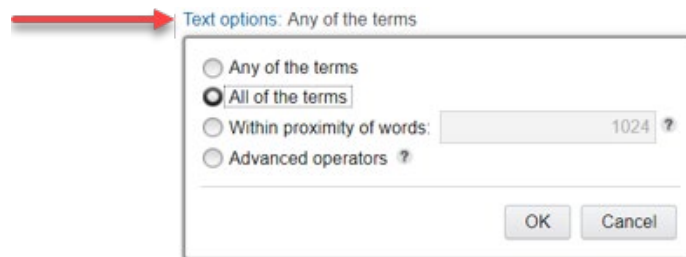 Text options: Any of the terms
Any of the terms
All of the terms
Within proximity of words: 1024 ?
Advanced operators ?
OK Cancel